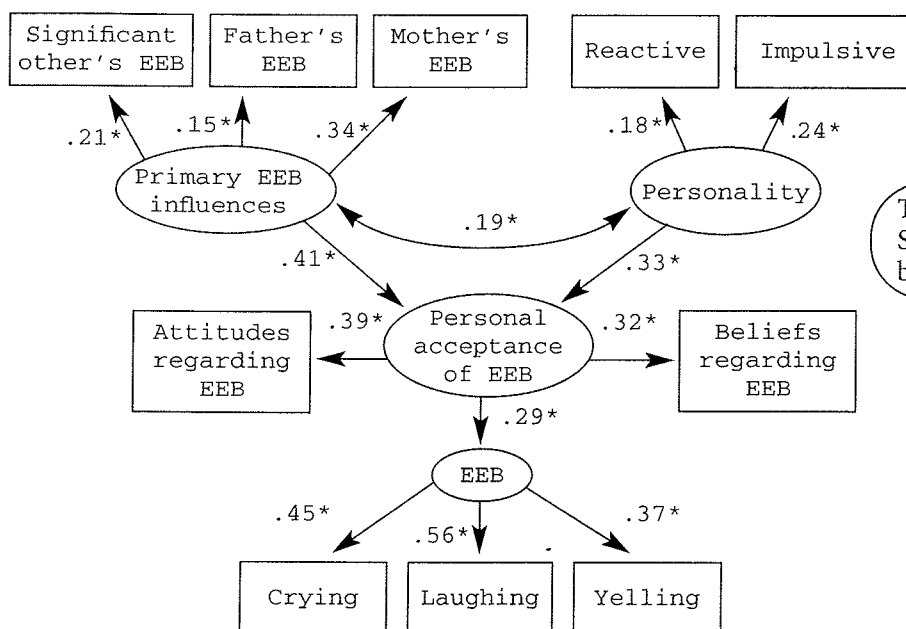 Significant
other's EEB
Father's
EEB
Mother's
EEB
Reactive
Impulsive
.21*
.15*
.34*
.18*
.24*
Primary EEB
influences
Personality
.19*
.41*
.33*
T
S
b
Attitudes
regarding
EEB
.39*
Personal
acceptance
of EEB
.32*
Beliefs
regarding
EEB
.29*
EEB
.45*
.56*
.37*
Crying
Laughing
Yelling